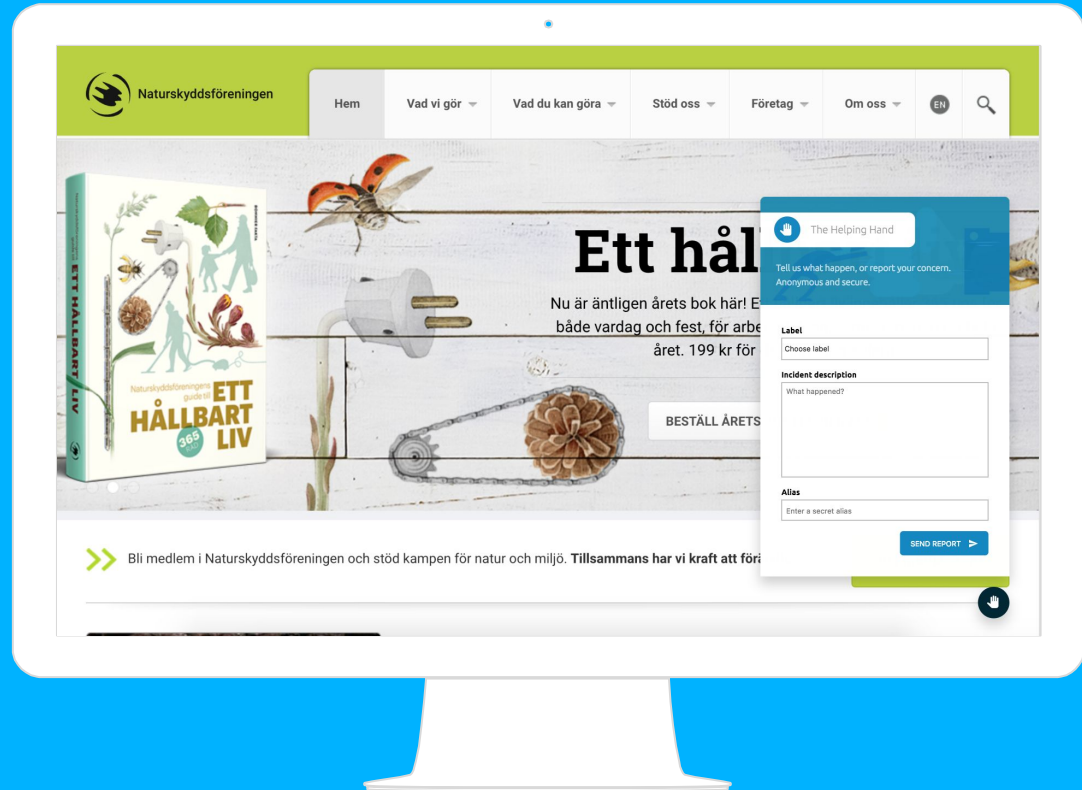 Naturskyddsföreningen
Hem
Vad vi gör
Vad du kan göra
Stöd oss
Företag
Om oss
EN
ETT HÅLLBART LIV
Naturskyddsföreningens
guide till ETT
HÅLLBART
365 LIV
RÅD
Ett hål
Nu är äntligen årets bok här! E
både vardag och fest, för arbe
året. 199 kr för
BESTÄLL ÅRETS
The Helping Hand
Tell us what happen, or report your concern.
Anonymous and secure.
Label
Choose label
Incident description
What happened?
Alias
Enter a secret alias
SEND REPORT
Bli medlem i Naturskyddsföreningen och stöd kampen för natur och miljö. Tillsammans har vi kraft att förä